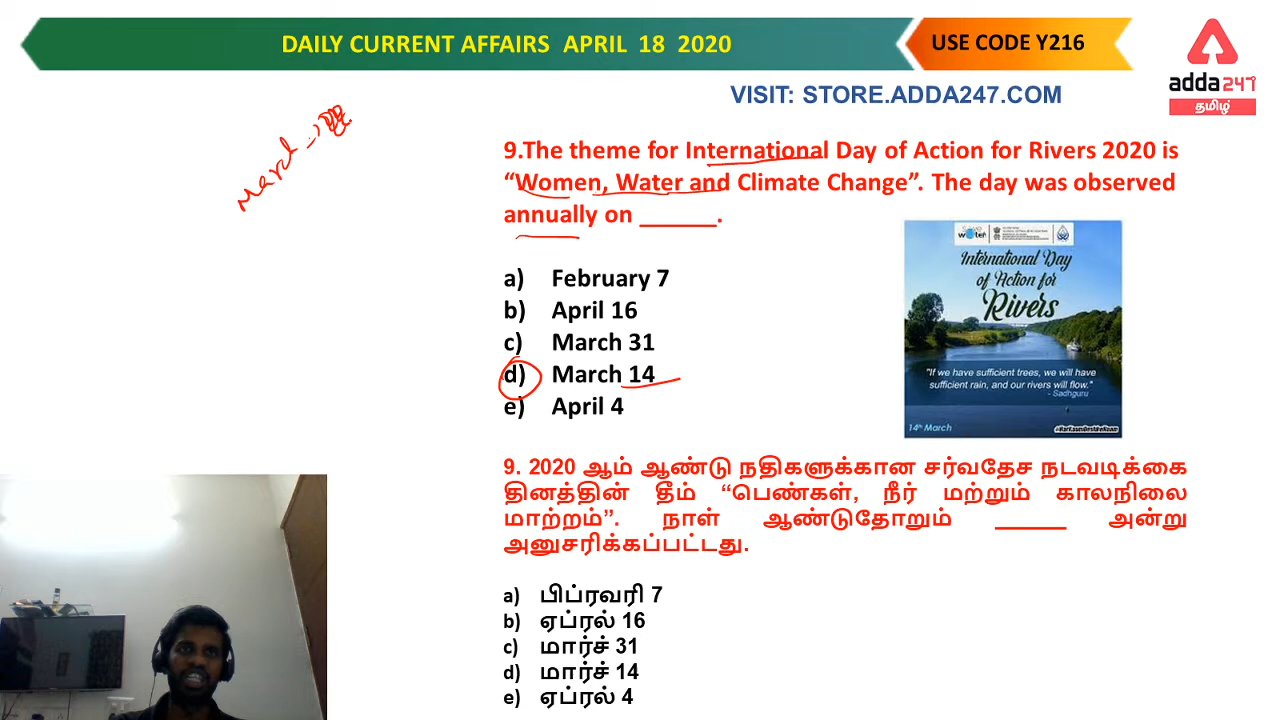 DAILY CURRENT AFFAIRS APRIL 18 2020
USE CODE Y216
adda247
தமிழ்
VISIT: STORE.ADDA247.COM
March -
9.The theme for International Day of Action for Rivers 2020 is
“Women, Water and Climate Change”. The day was observed
annually on ______.
a) February 7
b) April 16
c) March 31
d) March 14
e) April 4
International Day
of Action for
Rivers
"If we have sufficient trees, we will have
sufficient rain, and our rivers will flow."
- Sadhguru
14th March
9. 2020 ஆம் ஆண்டு நதிகளுக்கான சர்வதேச நடவடிக்கை
தினத்தின் தீம் “பெண்கள், நீர் மற்றும் காலநிலை
மாற்றம்”. நாள் ஆண்டுதோறும் ______ அன்று
அனுசரிக்கப்பட்டது.
a) பிப்ரவரி 7
b) ஏப்ரல் 16
c) மார்ச் 31
d) மார்ச் 14
e) ஏப்ரல் 4